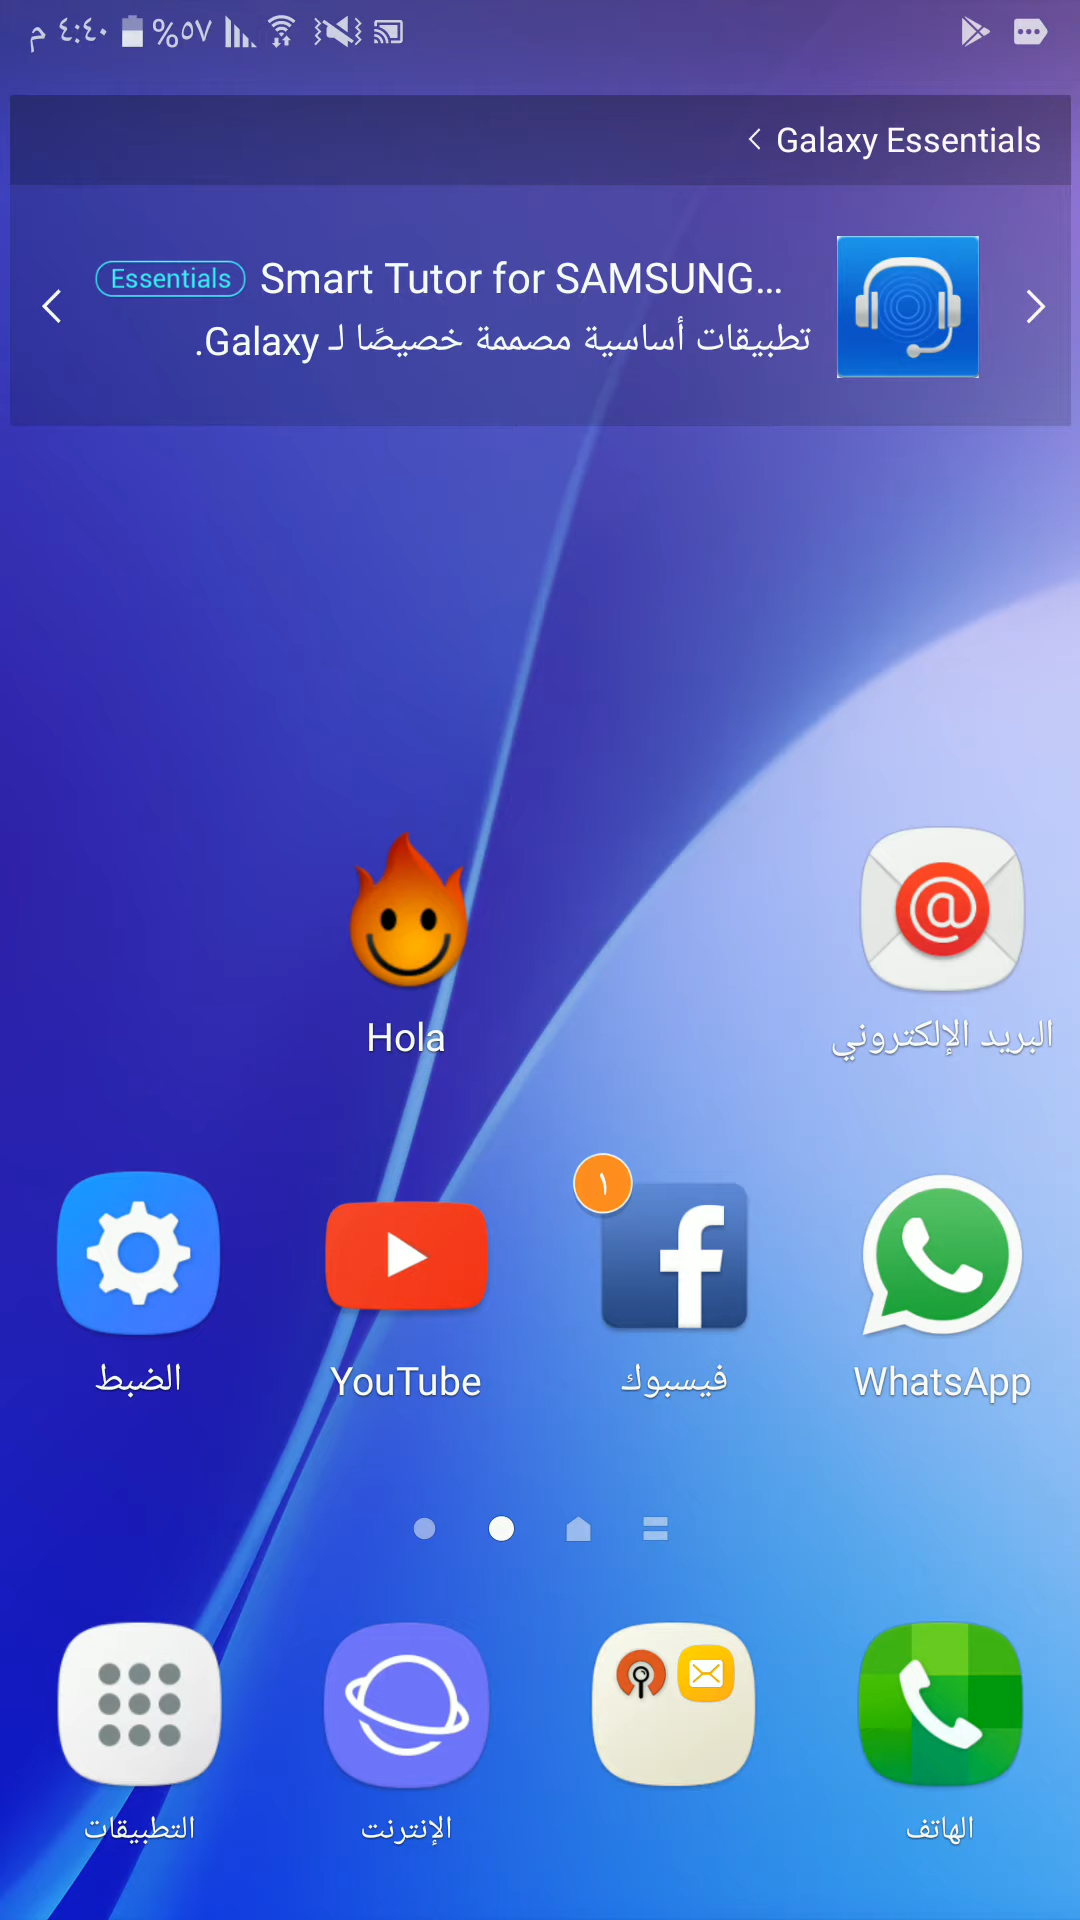 ٤:٤٠ م
%٥٧
Galaxy Essentials
Essentials Smart Tutor for SAMSUNG...
تطبيقات أساسية مصممة خصيصًا لـ Galaxy.
Hola
البريد الإلكتروني
١
الضبط
YouTube
فيسبوك
WhatsApp
التطبيقات
الإنترنت
الهاتف